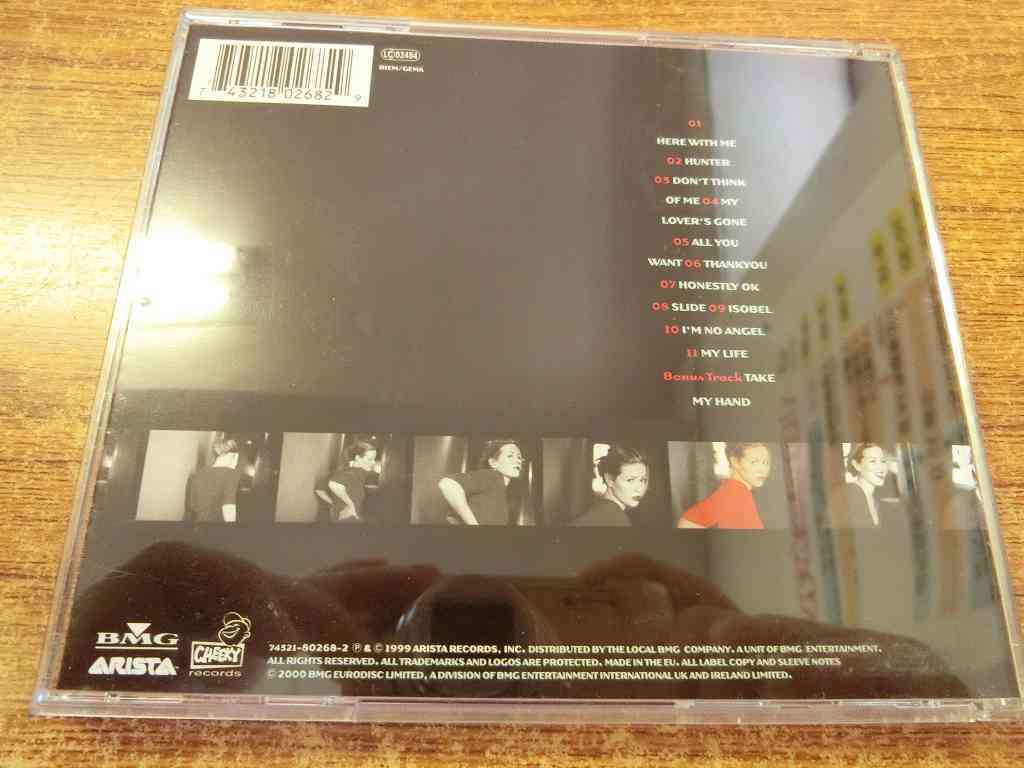 7 43218 02682 9
LC 03484
BIEM/GEMA
01
HERE WITH ME
02 HUNTER
03 DON'T THINK
OF ME 04 MY
LOVER'S GONE
05 ALL YOU
WANT 06 THANKYOU
07 HONESTLY OK
08 SLIDE 09 ISOBEL
10 I'M NO ANGEL
11 MY LIFE
Bonus Track TAKE
MY HAND
BMG
ARISTA
CHEEKY
records
74321-80268-2 Ⓟ & © 1999 ARISTA RECORDS, INC. DISTRIBUTED BY THE LOCAL BMG COMPANY. A UNIT OF BMG ENTERTAINMENT.
ALL RIGHTS RESERVED. ALL TRADEMARKS AND LOGOS ARE PROTECTED. MADE IN THE EU. ALL LABEL COPY AND SLEEVE NOTES
© 2000 BMG EURODISC LIMITED, A DIVISION OF BMG ENTERTAINMENT INTERNATIONAL UK AND IRELAND LIMITED.